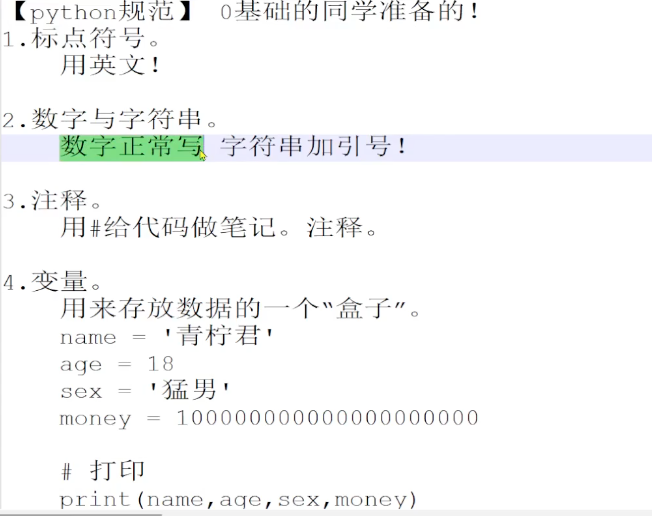 【python规范】 0基础的同学准备的!
1.标点符号。
用英文!
2.数字与字符串。
数字正常写 字符串加引号!
3.注释。
用#给代码做笔记。注释。
4.变量。
用来存放数据的一个“盒子”。
name = '青柠君'
age = 18
sex = '猛男'
money = 100000000000000000000
# 打印
print(name,age,sex,money)